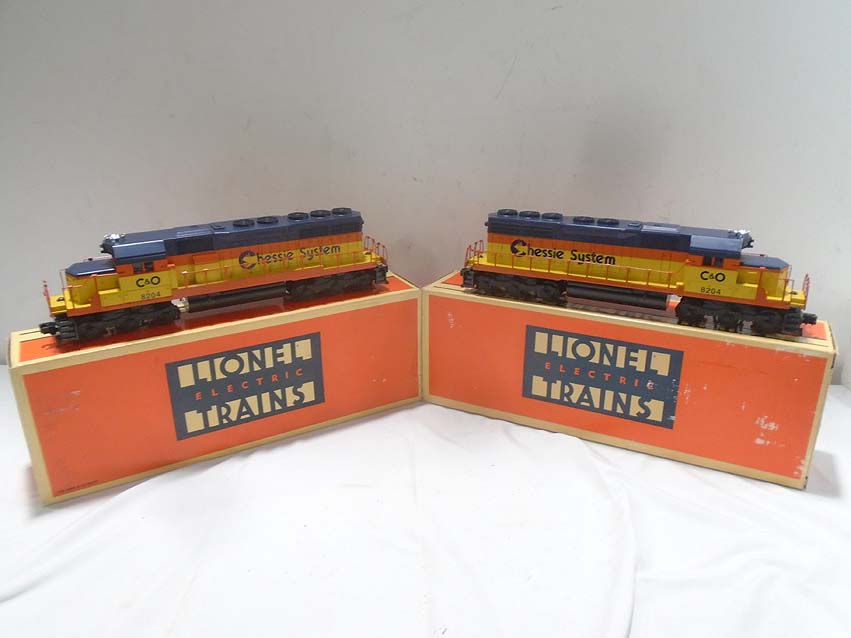 Chessie System
C&O
8204
LIONEL
ELECTRIC
TRAINS
Chessie System
C&O
8204
LIONEL
ELECTRIC
TRAINS